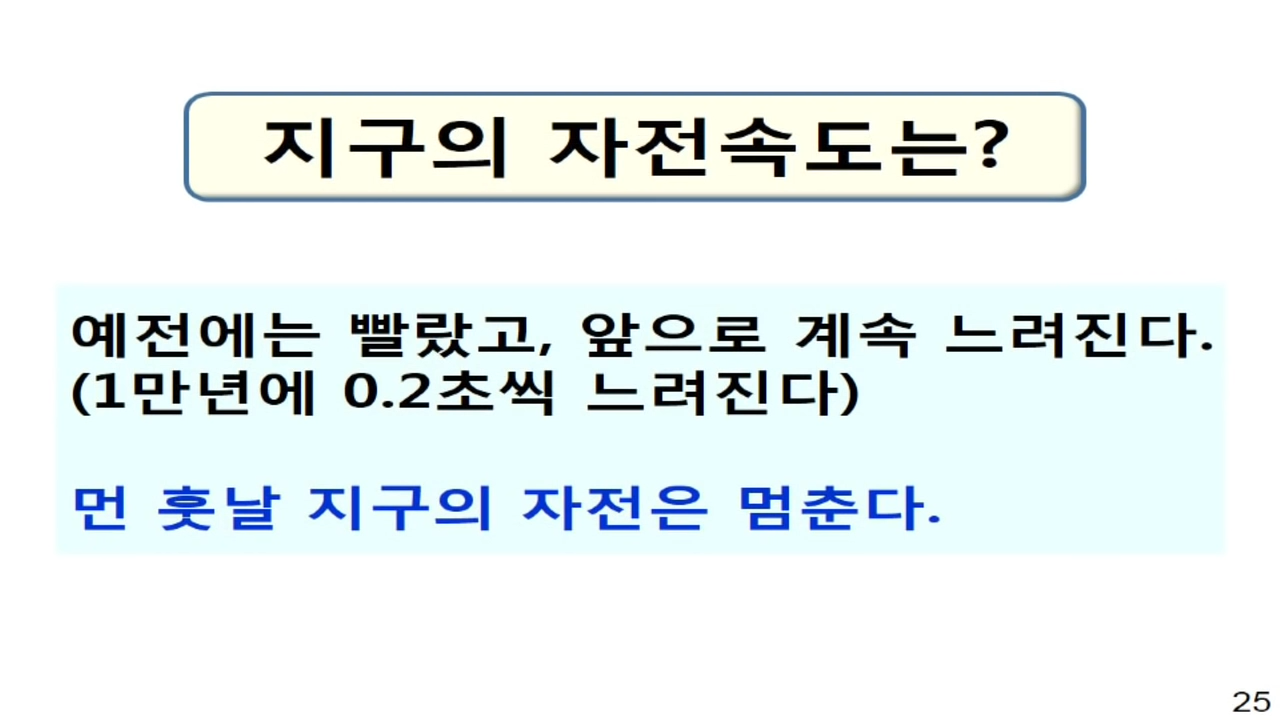 지구의 자전속도는?
예전에는 빨랐고, 앞으로 계속 느려진다.
(1만년에 0.2초씩 느려진다)
먼 훗날 지구의 자전은 멈춘다.
25